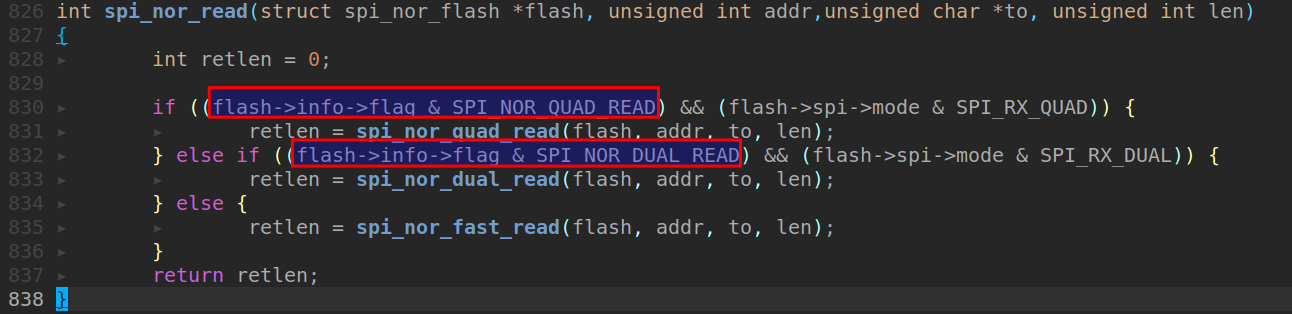 826 int spi_nor_read(struct spi_nor_flash *flash, unsigned int addr,unsigned char *to, unsigned int len)
827 {
828 ▸ int retlen = 0;
829
830 ▸ if ((flash->info->flag & SPI_NOR_QUAD_READ) && (flash->spi->mode & SPI_RX_QUAD)) {
831 ▸ ▸ retlen = spi_nor_quad_read(flash, addr, to, len);
832 ▸ } else if ((flash->info->flag & SPI_NOR_DUAL_READ) && (flash->spi->mode & SPI_RX_DUAL)) {
833 ▸ ▸ retlen = spi_nor_dual_read(flash, addr, to, len);
834 ▸ } else {
835 ▸ ▸ retlen = spi_nor_fast_read(flash, addr, to, len);
836 ▸ }
837 ▸ return retlen;
838 }